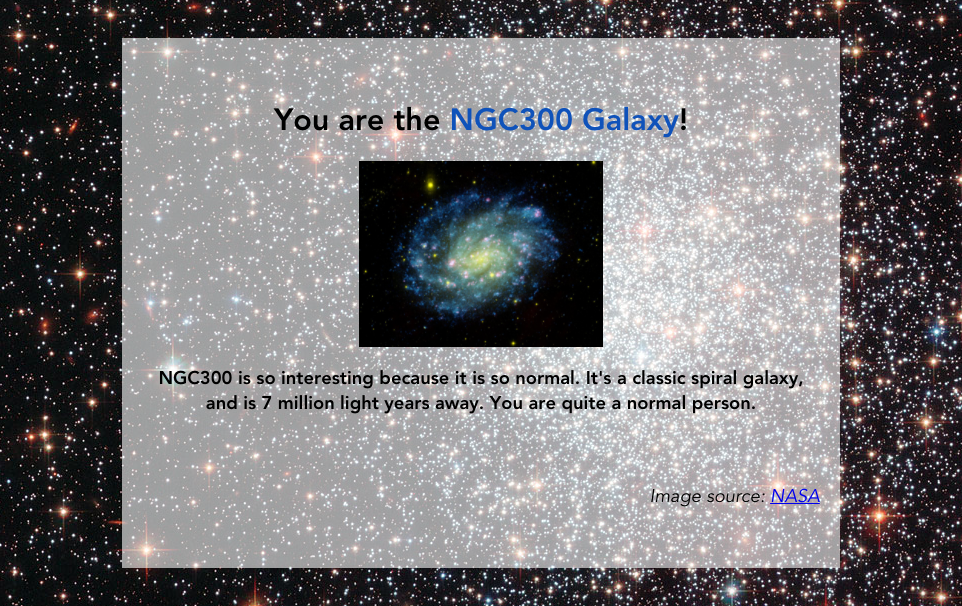 You are the NGC300 Galaxy!
NGC300 is so interesting because it is so normal. It's a classic spiral galaxy,
and is 7 million light years away. You are quite a normal person.
Image source: NASA